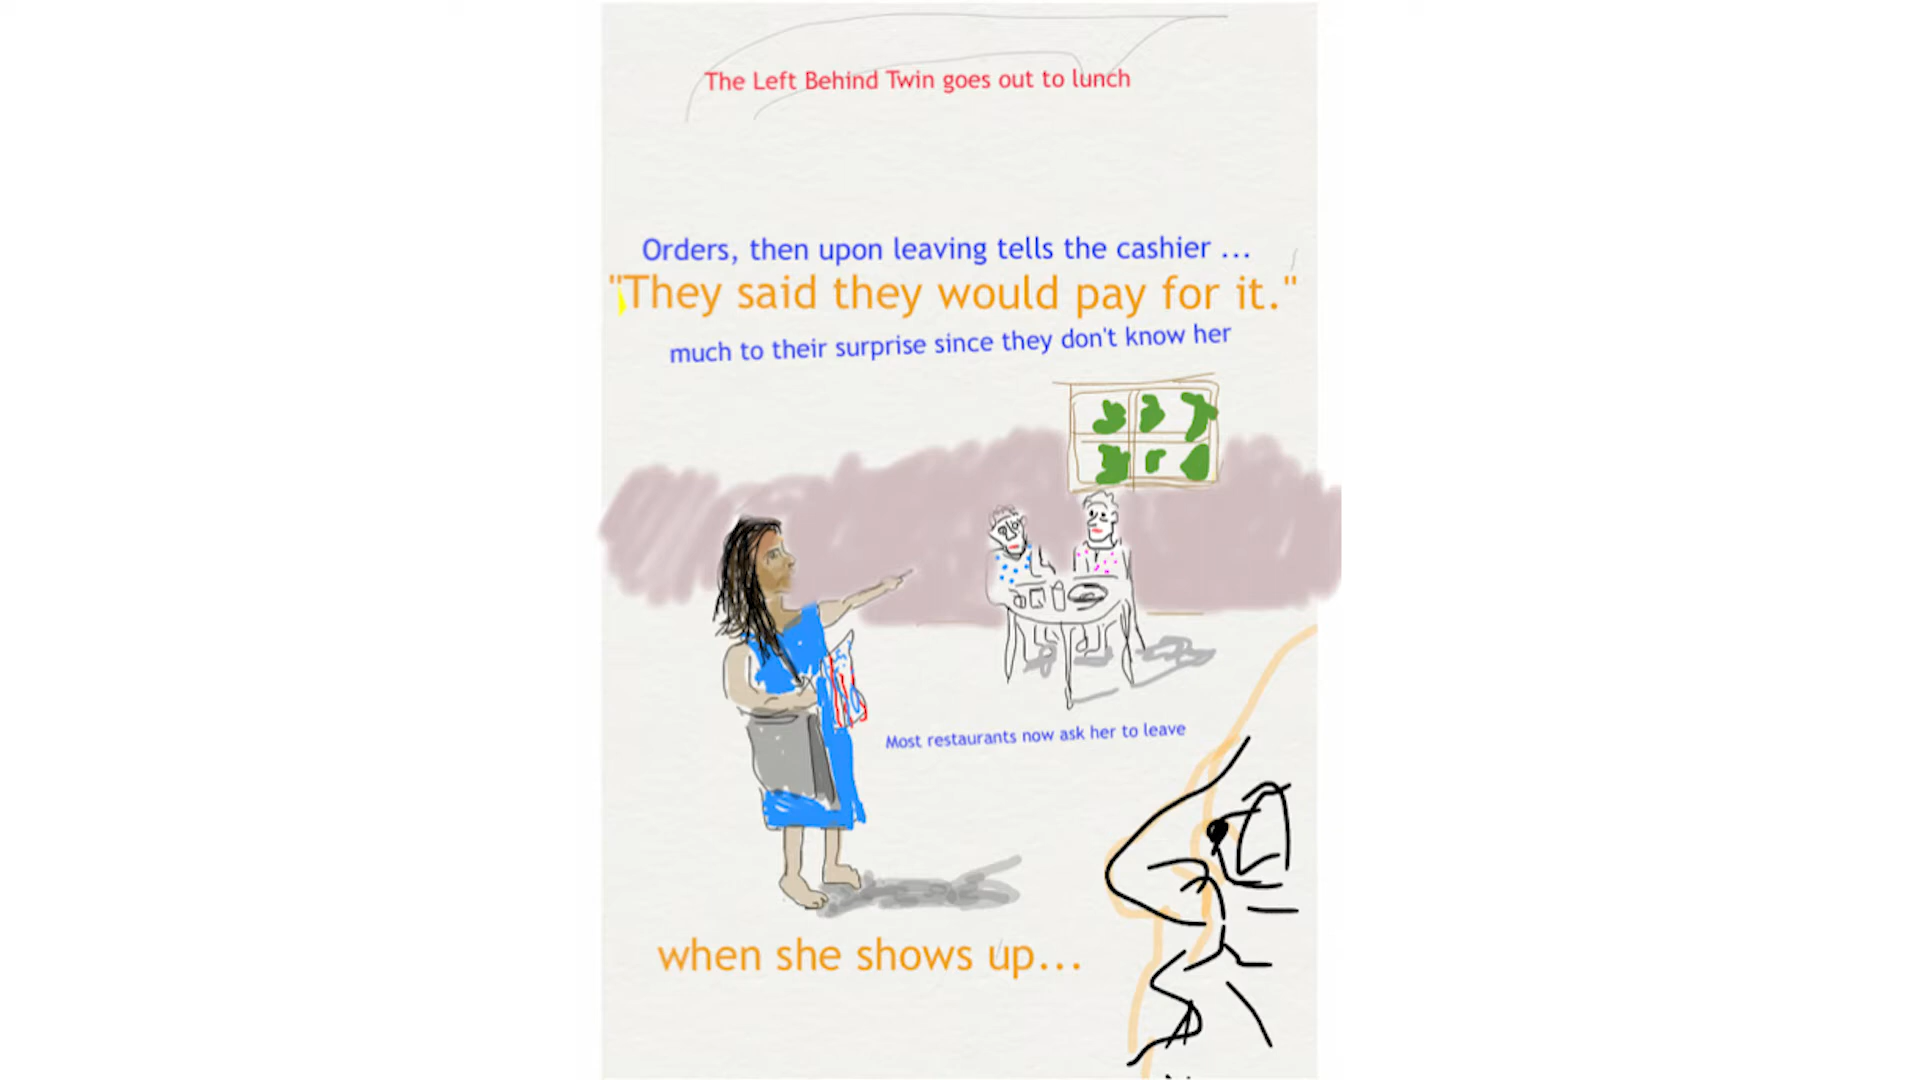 The Left Behind Twin goes out to lunch
Orders, then upon leaving tells the cashier ...
"They said they would pay for it."
much to their surprise since they don't know her
Most restaurants now ask her to leave
when she shows up...